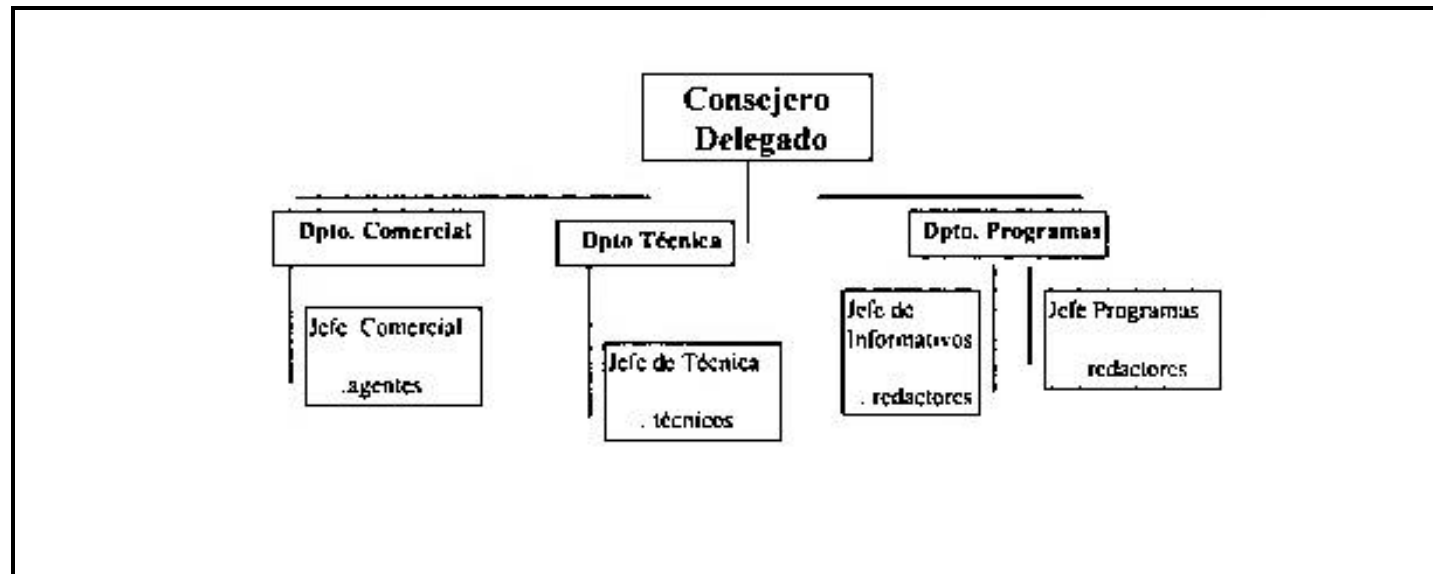 Consejero
Delegado
Dpto. Comercial
Dpto Técnica
Dpto. Programas
Jefe Comercial
.agentes
Jefe de Técnica
. técnicos
Jefe de
Informativos
. redactores
Jefe Programas
redactores